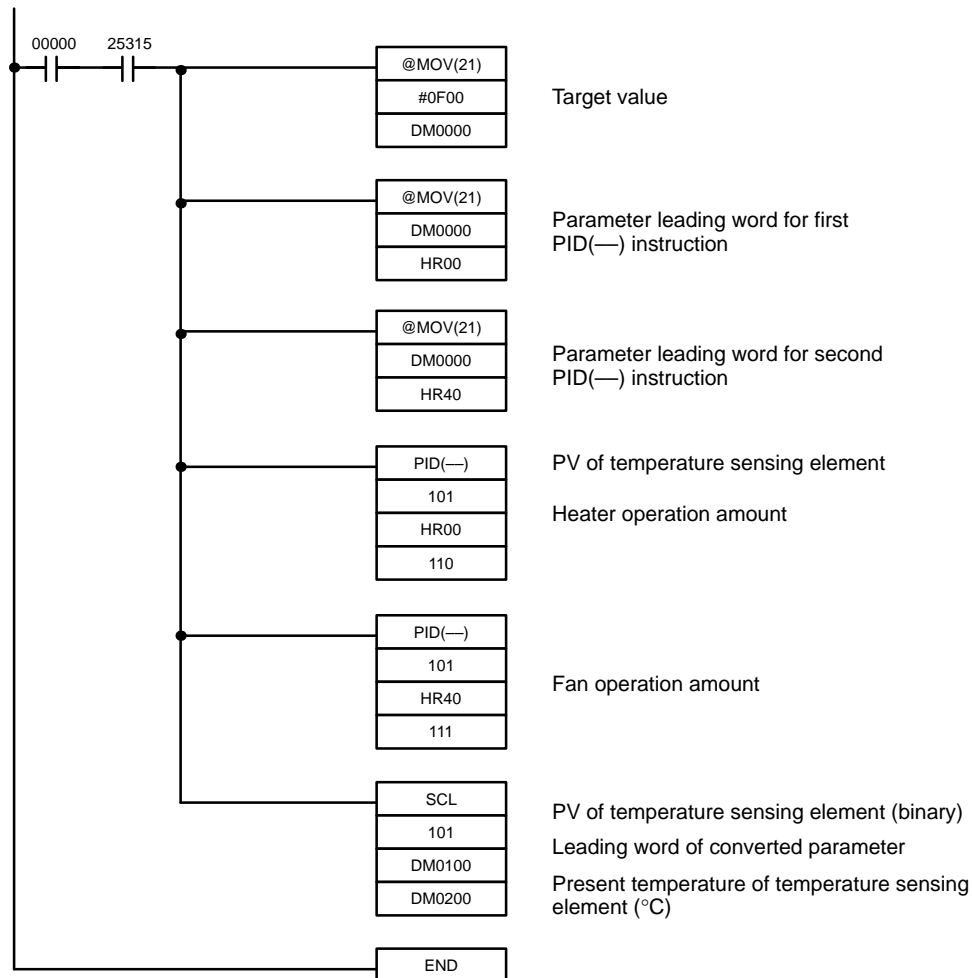 00000 25315
@MOV(21)
#0F00
DM0000
Target value
@MOV(21)
DM0000
HR00
Parameter leading word for first
PID(––) instruction
@MOV(21)
DM0000
HR40
Parameter leading word for second
PID(––) instruction
PID(––)
101
HR00
110
PV of temperature sensing element
Heater operation amount
PID(––)
101
HR40
111
Fan operation amount
SCL
101
DM0100
DM0200
PV of temperature sensing element (binary)
Leading word of converted parameter
Present temperature of temperature sensing
element (°C)
END